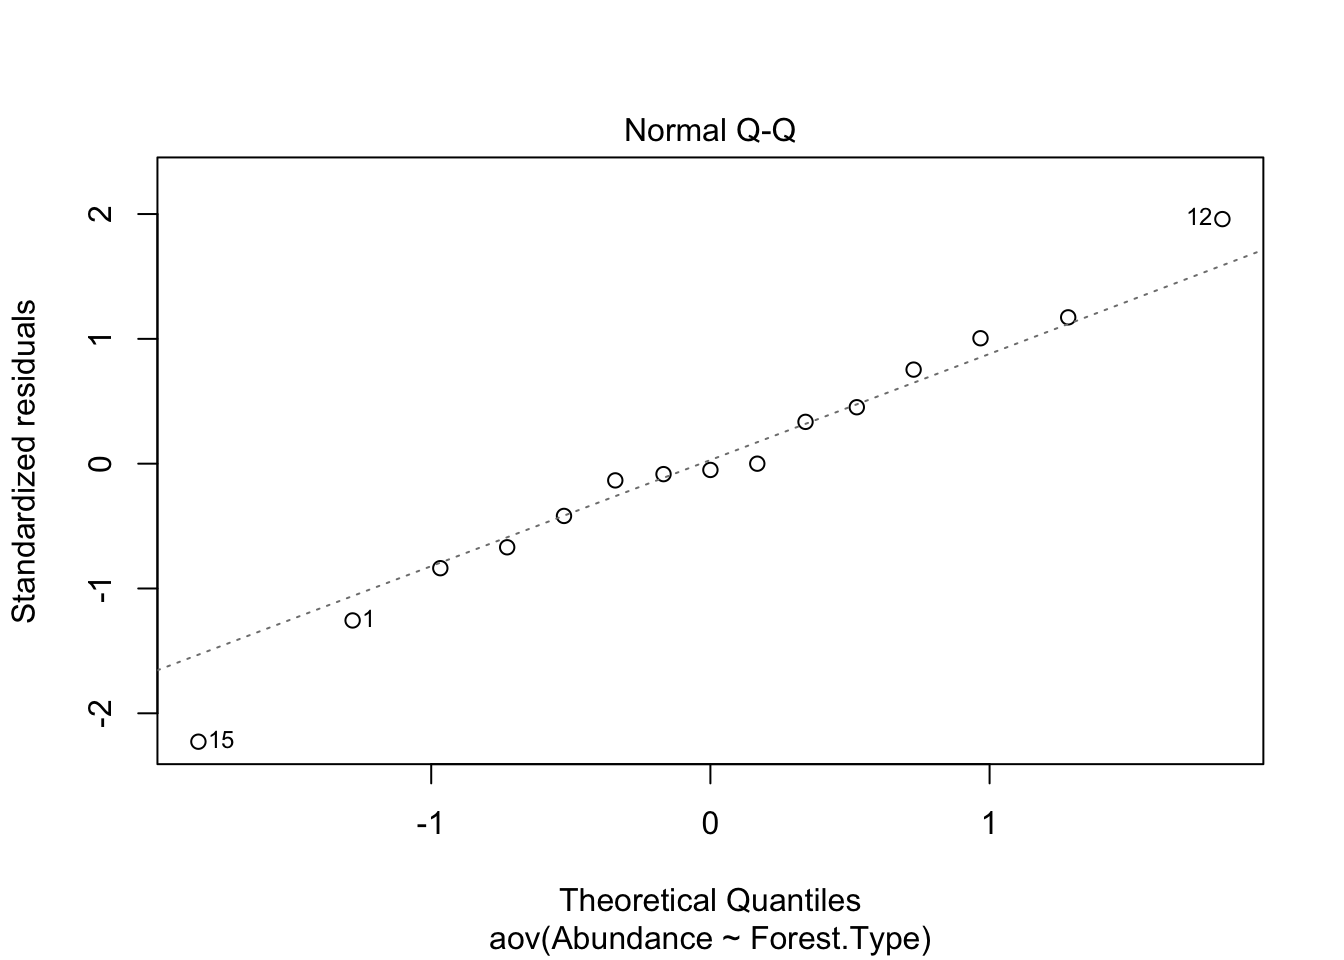 Normal Q-Q
Standardized residuals
2
1
0
-1
-2
12
1
15
-1
0
1
Theoretical Quantiles
aov(Abundance ~ Forest.Type)